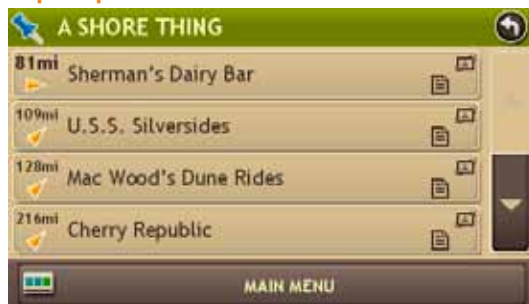 A SHORE THING
81mi
Sherman's Dairy Bar
109mi
U.S.S. Silversides
128mi
Mac Wood's Dune Rides
216mi
Cherry Republic
MAIN MENU